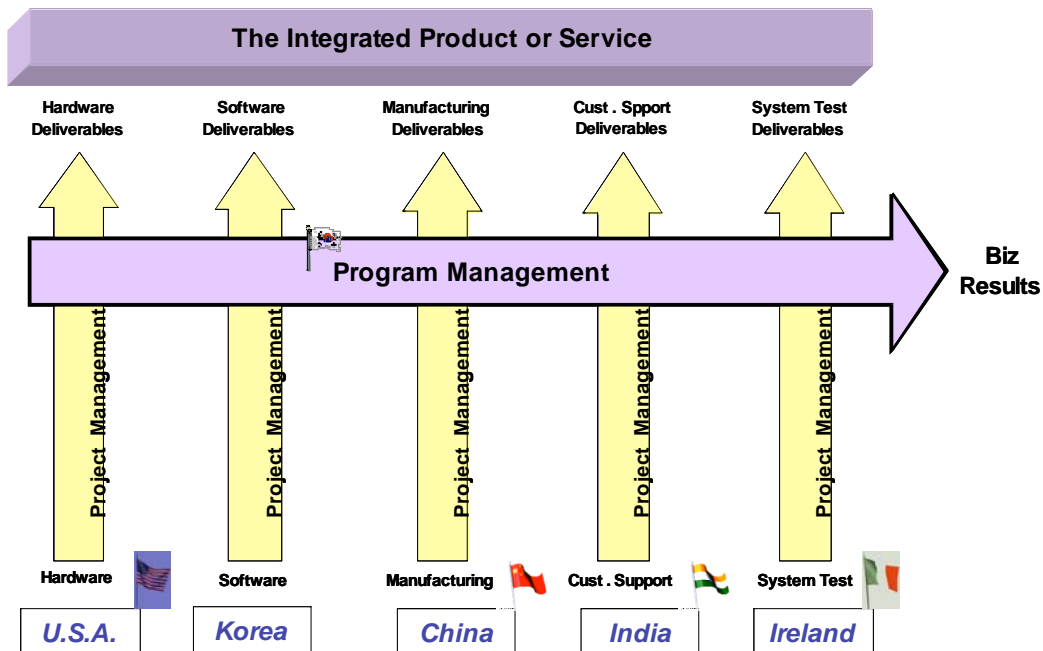 The Integrated Product or Service
Hardware
Deliverables
Software
Deliverables
Manufacturing
Deliverables
Cust . Spport
Deliverables
System Test
Deliverables
Program Management
Biz
Results
Project Management
Project Management
Project Management
Project Management
Project Management
Hardware
Software
Manufacturing
Cust . Support
System Test
U.S.A.
Korea
China
India
Ireland